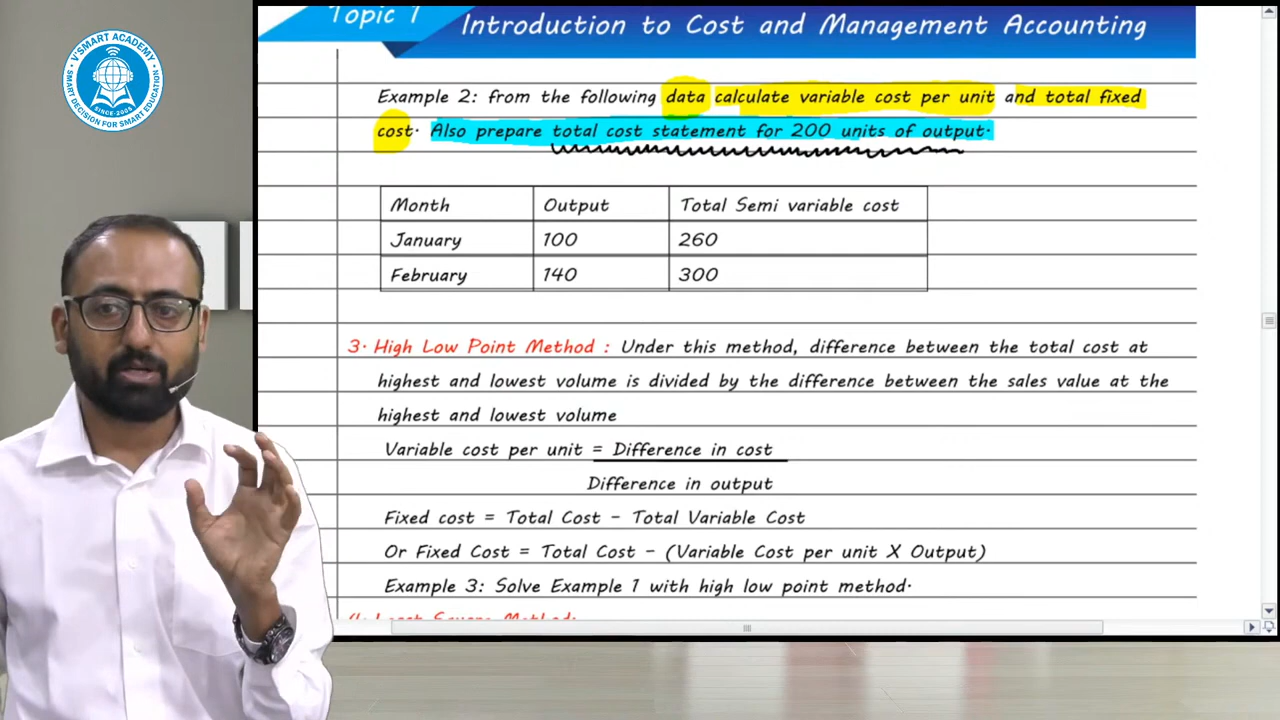 V'SMART ACADEMY
SINCE-2005
SMART DECISION FOR SMART EDUCATION
Topic 1
Introduction to Cost and Management Accounting
Example 2: from the following data calculate variable cost per unit and total fixed
cost. Also prepare total cost statement for 200 units of output.
Month Output Total Semi variable cost
January 100 260
February 140 300
3. High Low Point Method : Under this method, difference between the total cost at
highest and lowest volume is divided by the difference between the sales value at the
highest and lowest volume
Variable cost per unit = Difference in cost
Difference in output
Fixed cost = Total Cost - Total Variable Cost
Or Fixed Cost = Total Cost - (Variable Cost per unit X Output)
Example 3: Solve Example 1 with high low point method.
Least Square Method: